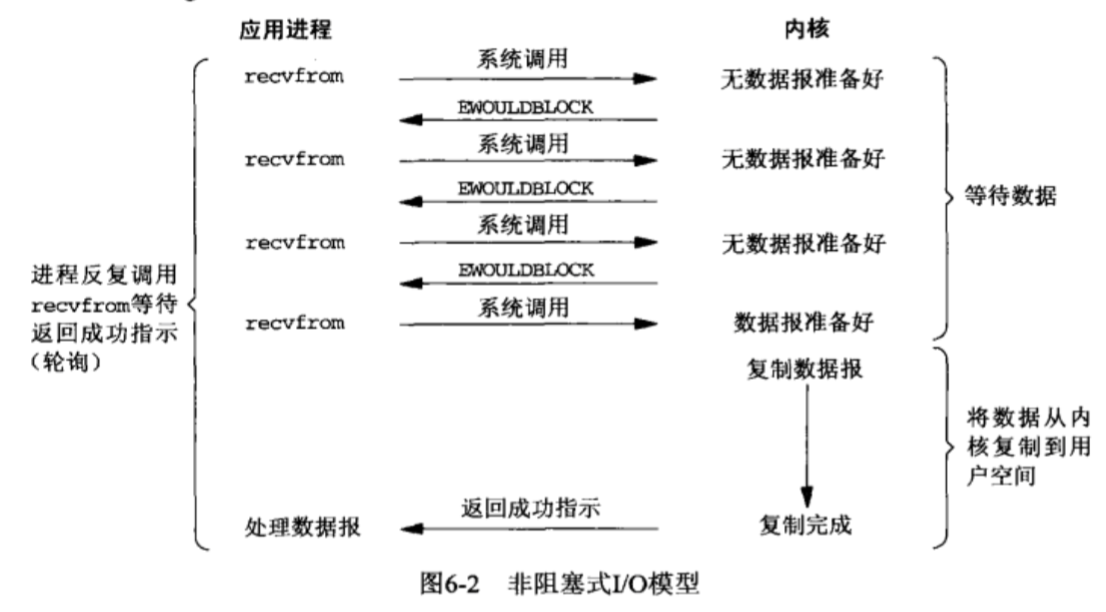 应用进程
内核
系统调用
recvfrom
无数据报准备好
EWOULDBLOCK
系统调用
recvfrom
无数据报准备好
EWOULDBLOCK
系统调用
recvfrom
无数据报准备好
EWOULDBLOCK
系统调用
recvfrom
数据报准备好
等待数据
进程反复调用
recvfrom等待
返回成功指示
（轮询）
复制数据报
将数据从内
核复制到用
户空间
返回成功指示
处理数据报
复制完成
图6-2 非阻塞式I/O模型